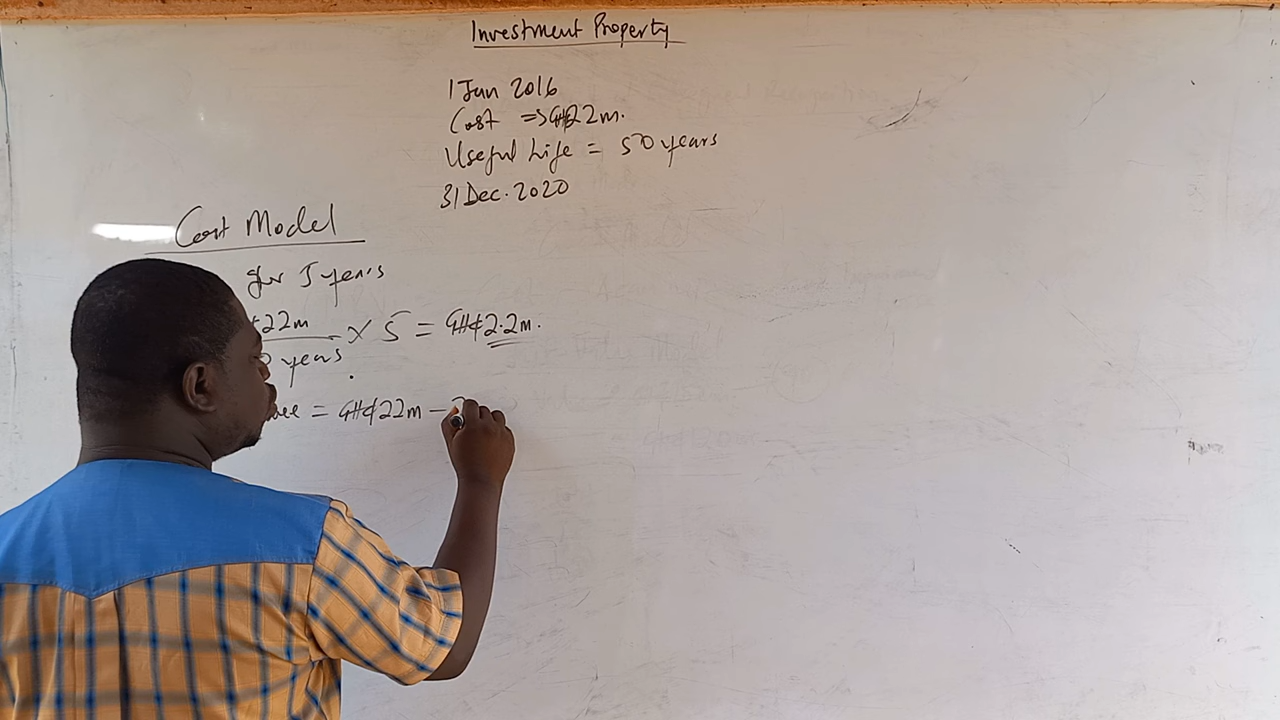 Investment Property
1 Jan 2016
Cost => GH¢22m.
Useful Life = 50 years
31 Dec. 2020
Cost Model
for 5 years
22m × 5 = GH¢2.2m.
years
= GH¢22m - 2